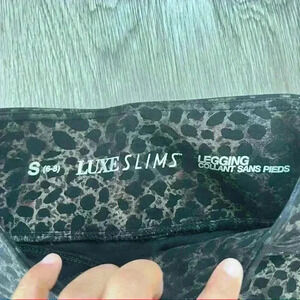 S (6-8) LUXE SLIMS LEGGING
COLLANT SANS PIEDS